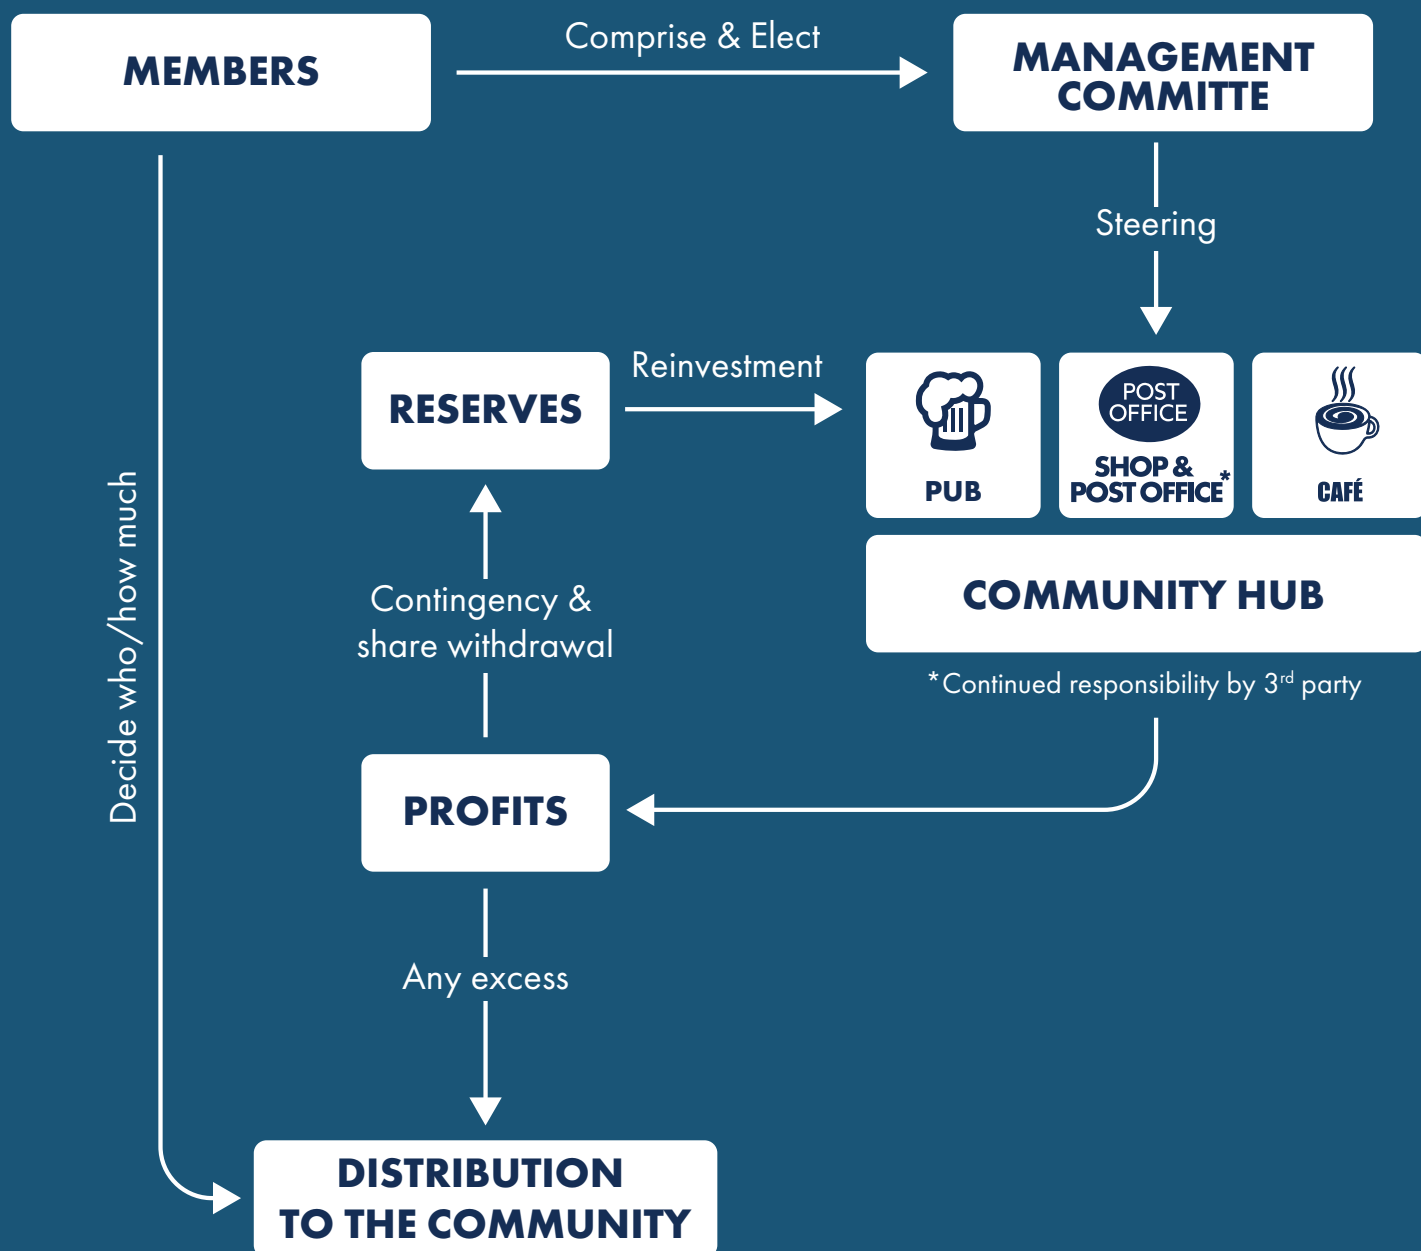 MEMBERS
Comprise & Elect
MANAGEMENT
COMMITTE
Steering
RESERVES
Reinvestment
PUB
POST
OFFICE
SHOP &
POST OFFICE*
CAFÉ
COMMUNITY HUB
*Continued responsibility by 3rd party
Contingency &
share withdrawal
Decide who/how much
PROFITS
Any excess
DISTRIBUTION
TO THE COMMUNITY